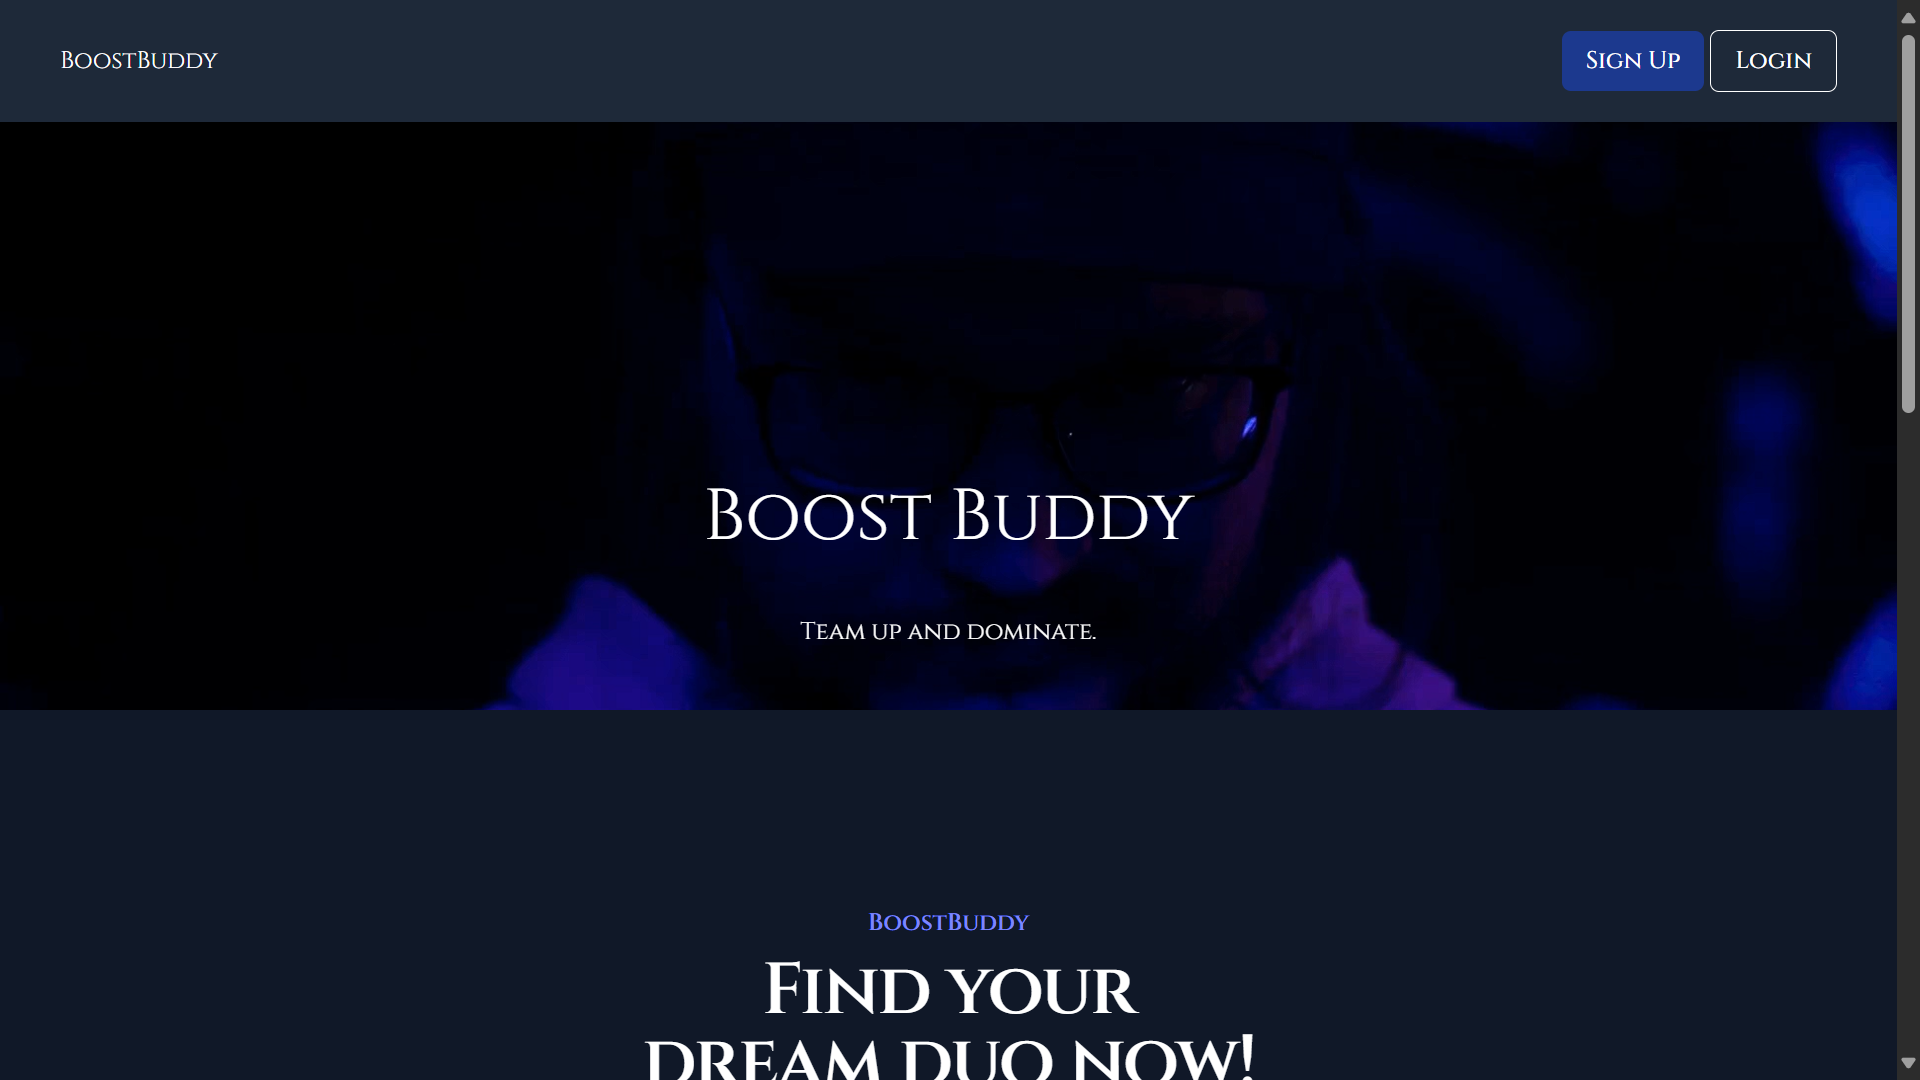 BoostBuddy
Sign Up
Login
Boost Buddy
Team up and dominate.
BoostBuddy
Find your
dream duo now!